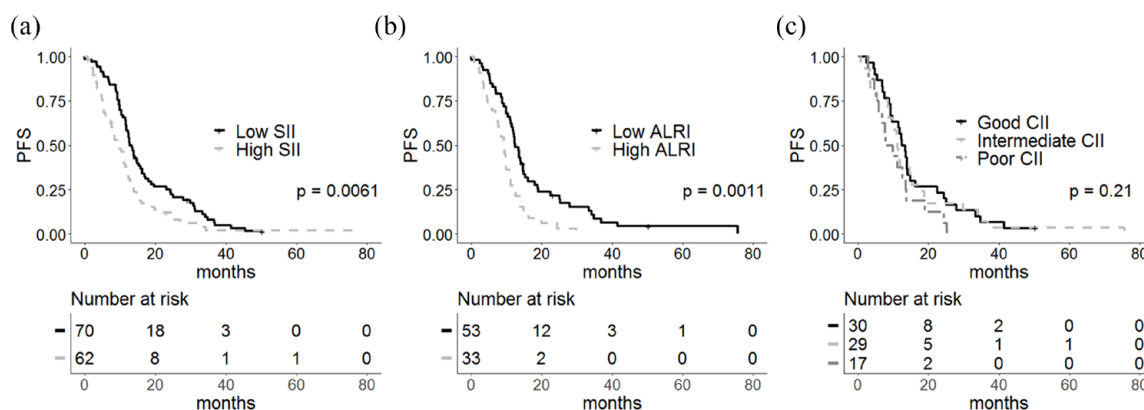 (a)
1.00
0.75
0.50
0.25
0.00
PFS
Low SII
High SII
p = 0.0061
0 20 40 60 80
months
Number at risk
70 18 3 0 0
62 8 1 1 0
0 20 40 60 80
months
(b)
1.00
0.75
0.50
0.25
0.00
PFS
Low ALRI
High ALRI
p = 0.0011
0 20 40 60 80
months
Number at risk
53 12 3 1 0
33 2 0 0 0
0 20 40 60 80
months
(c)
1.00
0.75
0.50
0.25
0.00
PFS
Good CII
Intermediate CII
Poor CII
p = 0.21
0 20 40 60 80
months
Number at risk
30 8 2 0 0
29 5 1 1 0
17 2 0 0 0
0 20 40 60 80
months